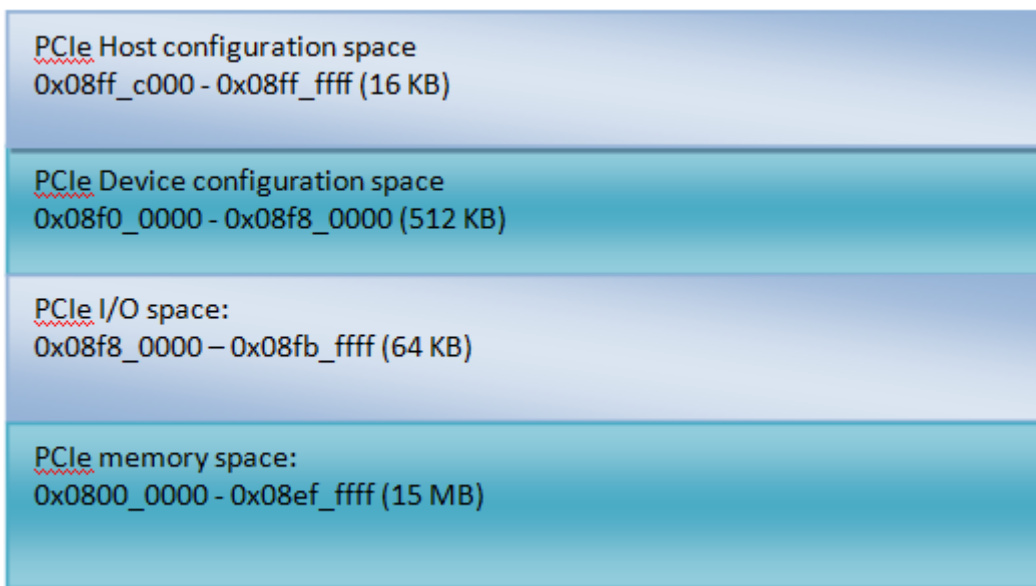 PCIe Host configuration space
0x08ff_c000 - 0x08ff_ffff (16 KB)
PCIe Device configuration space
0x08f0_0000 - 0x08f8_0000 (512 KB)
PCIe I/O space:
0x08f8_0000 – 0x08fb_ffff (64 KB)
PCIe memory space:
0x0800_0000 - 0x08ef_ffff (15 MB)